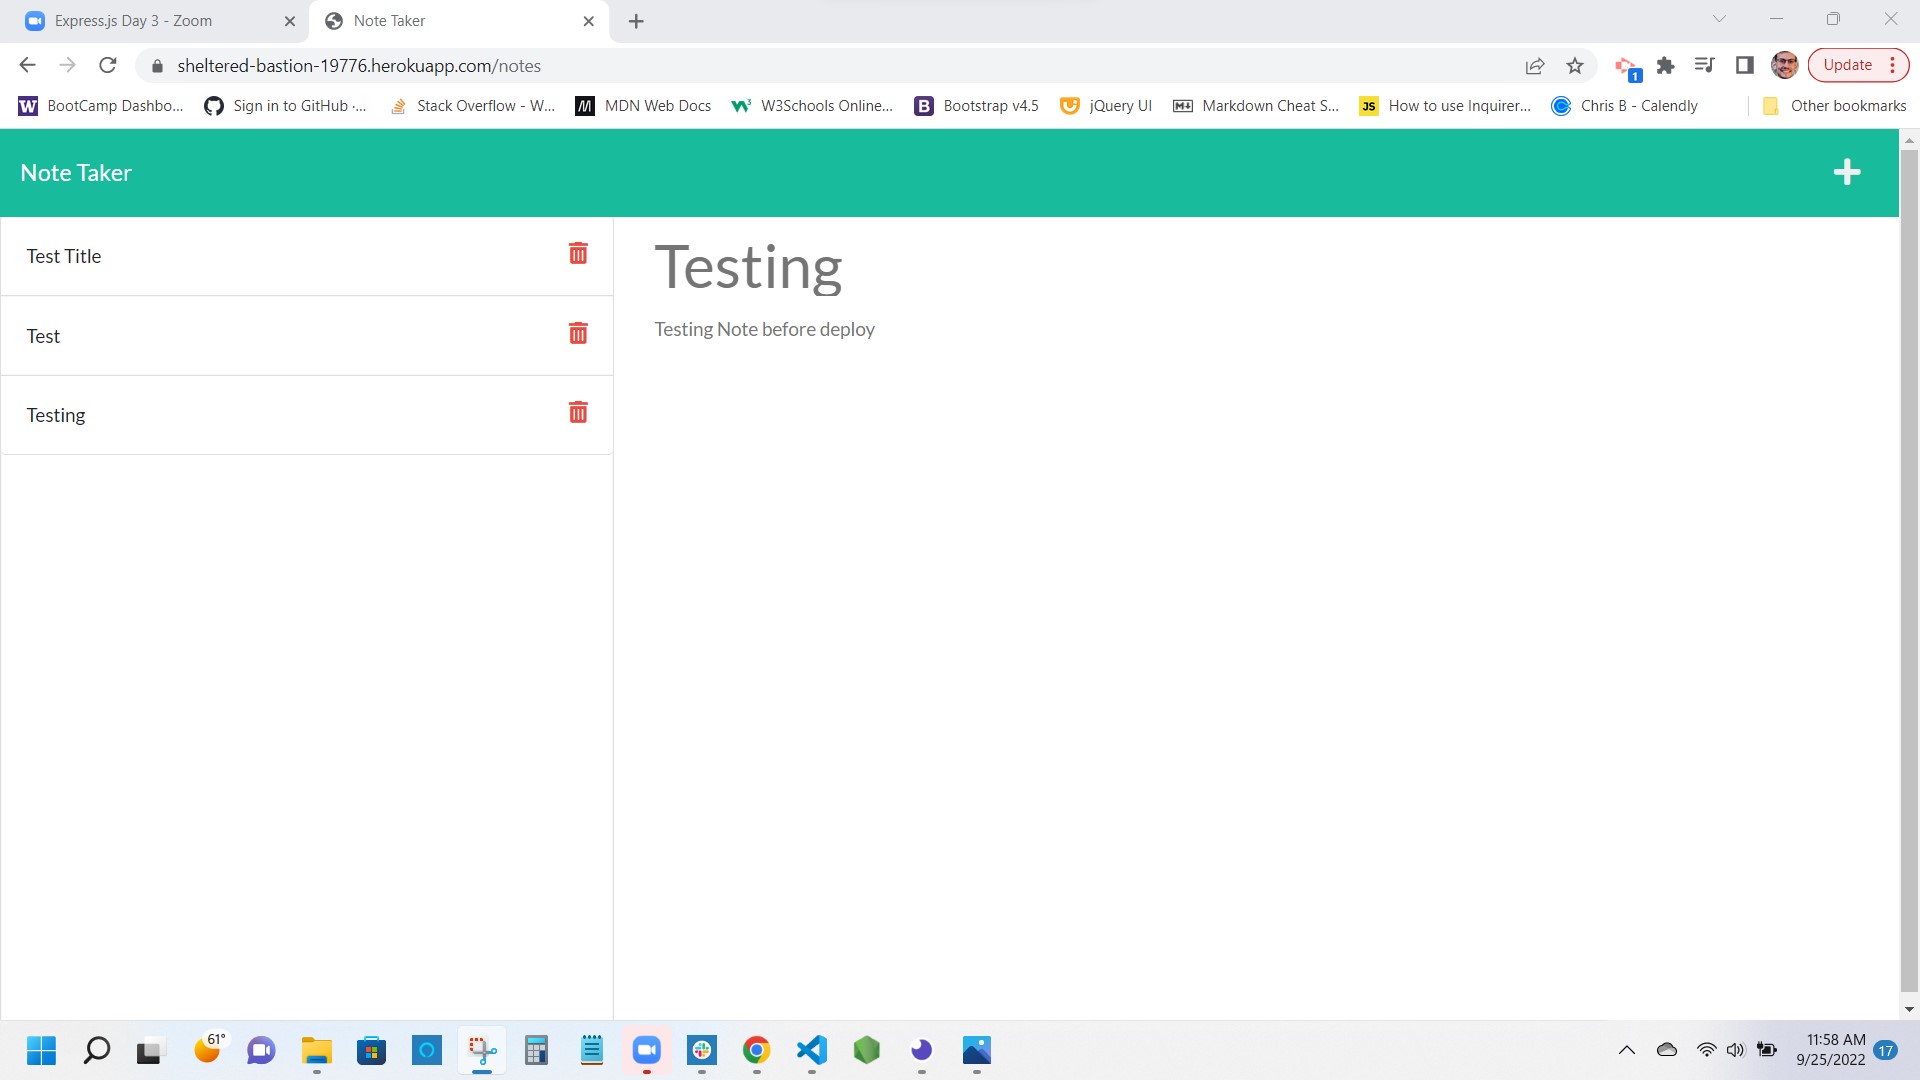 Express.js Day 3 - Zoom
Note Taker
sheltered-bastion-19776.herokuapp.com/notes
1
Update
W BootCamp Dashbo...
Sign in to GitHub ·...
Stack Overflow - W...
M MDN Web Docs
W3 W3Schools Online...
B Bootstrap v4.5
jQuery UI
M Markdown Cheat S...
JS How to use Inquirer...
Chris B - Calendly
Other bookmarks
Note Taker
Test Title
Test
Testing
Testing
Testing Note before deploy
61°
11:58 AM
9/25/2022
17